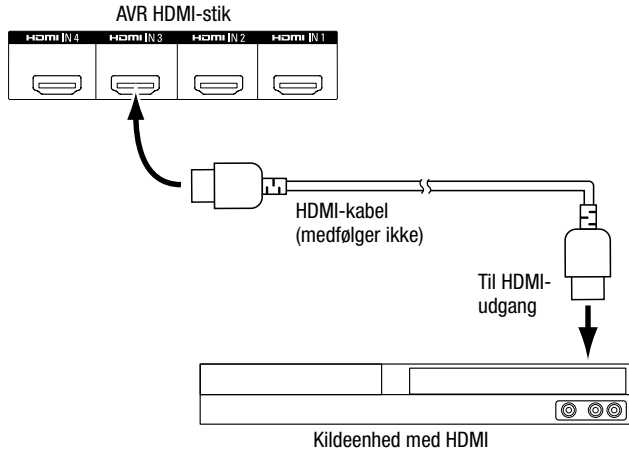 AVR HDMI-stik
HDMI IN 4 HDMI IN 3 HDMI IN 2 HDMI IN 1
HDMI-kabel
(medfølger ikke)
Til HDMI-
udgang
Kildeenhed med HDMI